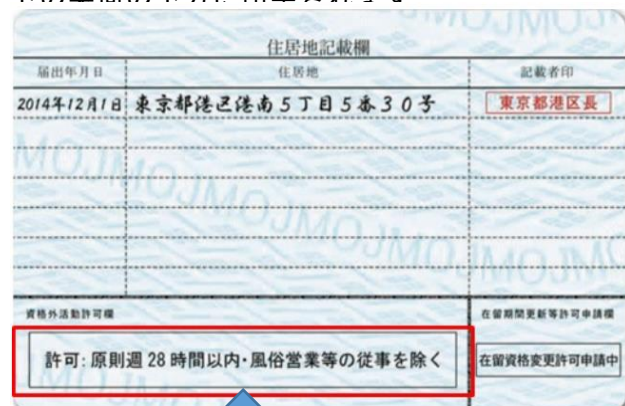 住居地記載欄
届出年月日 住居地 記載者印
2014年12月1日 東京都港区港南5丁目5番30号 東京都港区長
MOJMOJMOJMOJMOJMOJ
資格外活動許可欄 在留期間更新等許可申請欄
許可:原則週28時間以内・風俗営業等の従事を除く 在留資格変更許可申請中